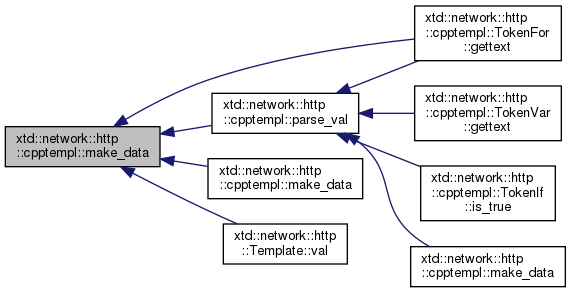 xtd::network::http
::cpptempl::make_data
xtd::network::http
::cpptempl::parse_val
xtd::network::http
::cpptempl::make_data
xtd::network::http
::Template::val
xtd::network::http
::cpptempl::TokenFor
::gettext
xtd::network::http
::cpptempl::TokenVar
::gettext
xtd::network::http
::cpptempl::TokenIf
::is_true
xtd::network::http
::cpptempl::make_data